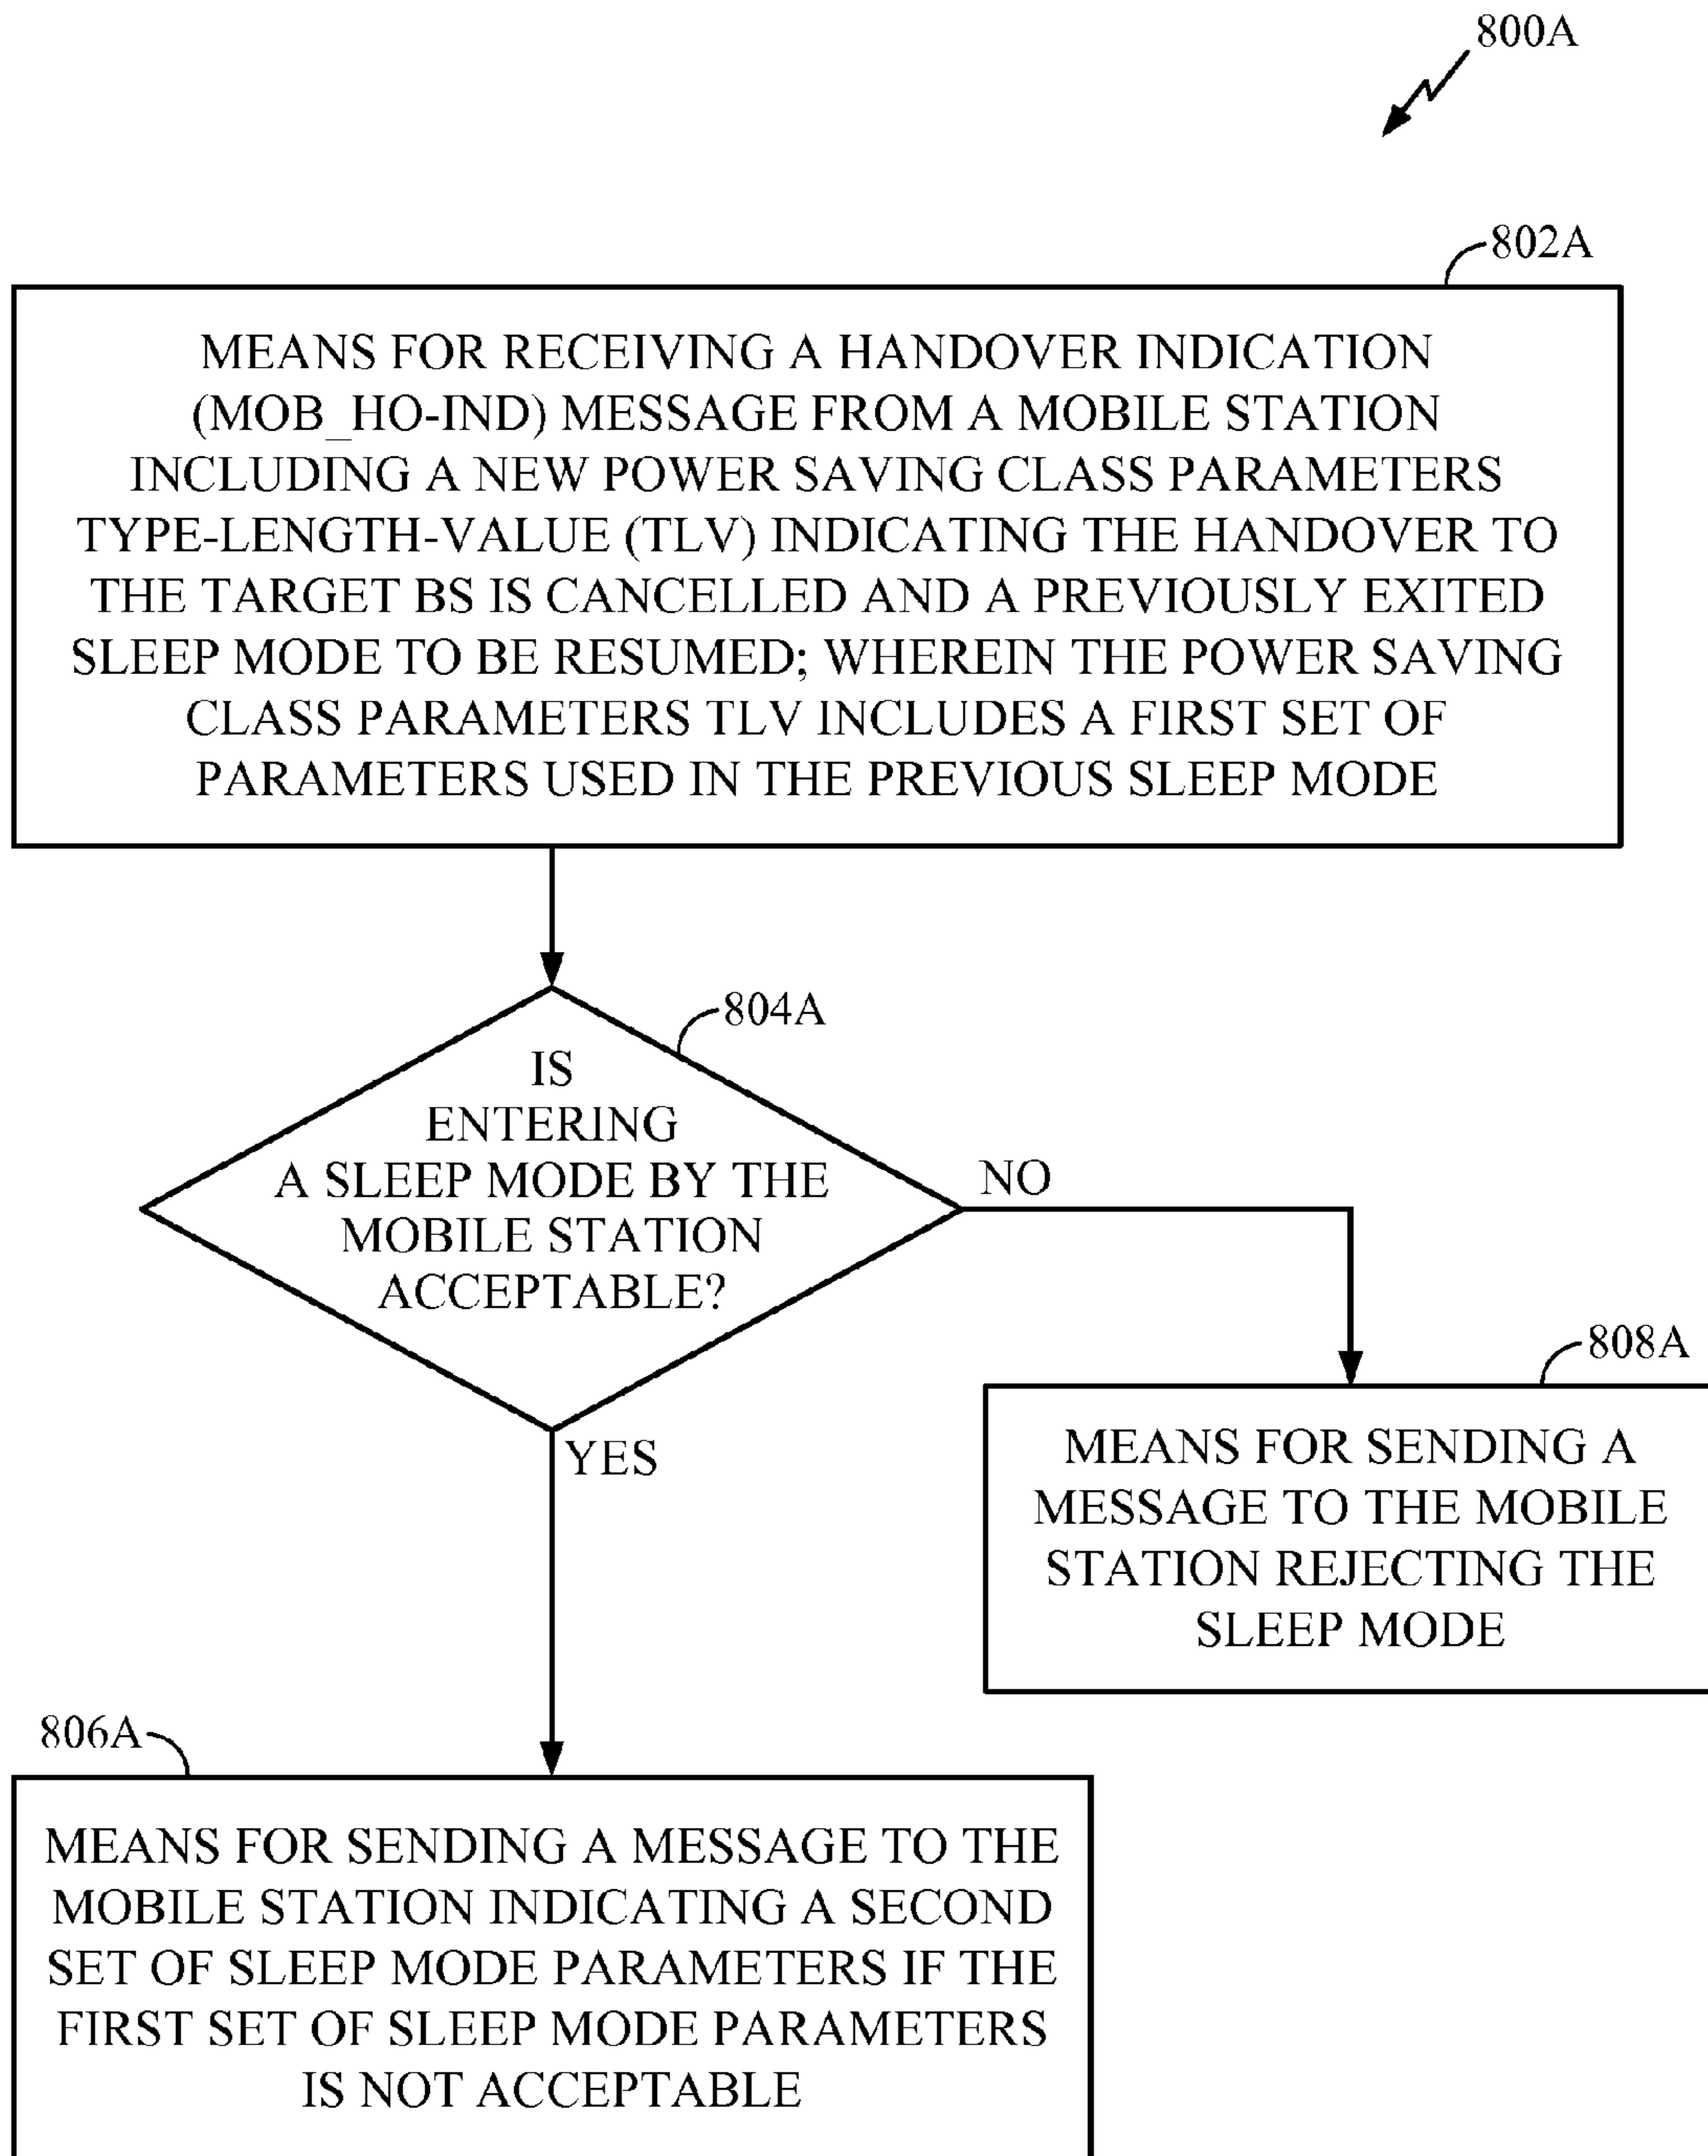 800A
802A
MEANS FOR RECEIVING A HANDOVER INDICATION
(MOB_HO-IND) MESSAGE FROM A MOBILE STATION
INCLUDING A NEW POWER SAVING CLASS PARAMETERS
TYPE-LENGTH-VALUE (TLV) INDICATING THE HANDOVER TO
THE TARGET BS IS CANCELLED AND A PREVIOUSLY EXITED
SLEEP MODE TO BE RESUMED; WHEREIN THE POWER SAVING
CLASS PARAMETERS TLV INCLUDES A FIRST SET OF
PARAMETERS USED IN THE PREVIOUS SLEEP MODE
804A
IS
ENTERING
A SLEEP MODE BY THE
MOBILE STATION
ACCEPTABLE?
NO
YES
808A
MEANS FOR SENDING A
MESSAGE TO THE MOBILE
STATION REJECTING THE
SLEEP MODE
806A
MEANS FOR SENDING A MESSAGE TO THE
MOBILE STATION INDICATING A SECOND
SET OF SLEEP MODE PARAMETERS IF THE
FIRST SET OF SLEEP MODE PARAMETERS
IS NOT ACCEPTABLE